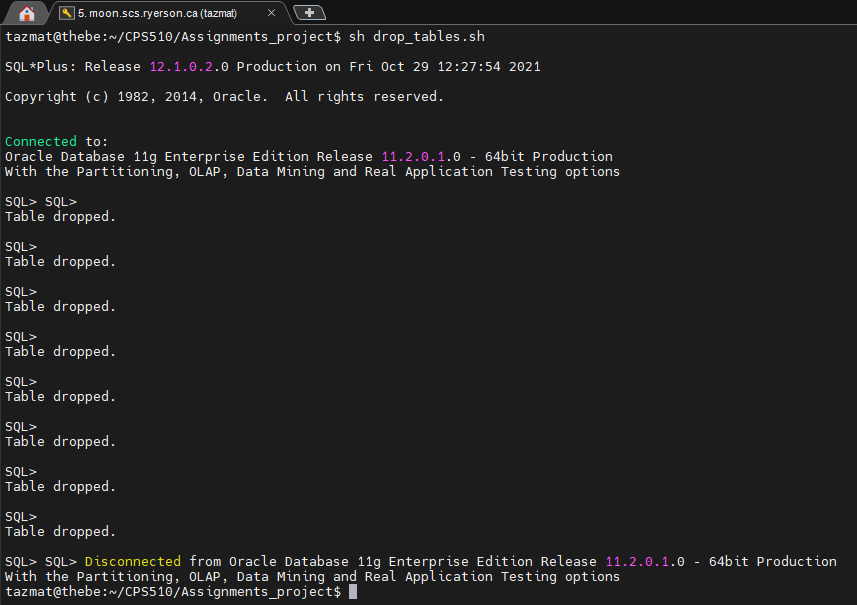 5. moon.scs.ryerson.ca (tazmat)
tazmat@thebe:~/CPS510/Assignments_project$ sh drop_tables.sh
SQL*Plus: Release 12.1.0.2.0 Production on Fri Oct 29 12:27:54 2021
Copyright (c) 1982, 2014, Oracle.  All rights reserved.
Connected to:
Oracle Database 11g Enterprise Edition Release 11.2.0.1.0 - 64bit Production
With the Partitioning, OLAP, Data Mining and Real Application Testing options
SQL> SQL>
Table dropped.
SQL>
Table dropped.
SQL>
Table dropped.
SQL>
Table dropped.
SQL>
Table dropped.
SQL>
Table dropped.
SQL>
Table dropped.
SQL>
Table dropped.
SQL> SQL> Disconnected from Oracle Database 11g Enterprise Edition Release 11.2.0.1.0 - 64bit Production
With the Partitioning, OLAP, Data Mining and Real Application Testing options
tazmat@thebe:~/CPS510/Assignments_project$